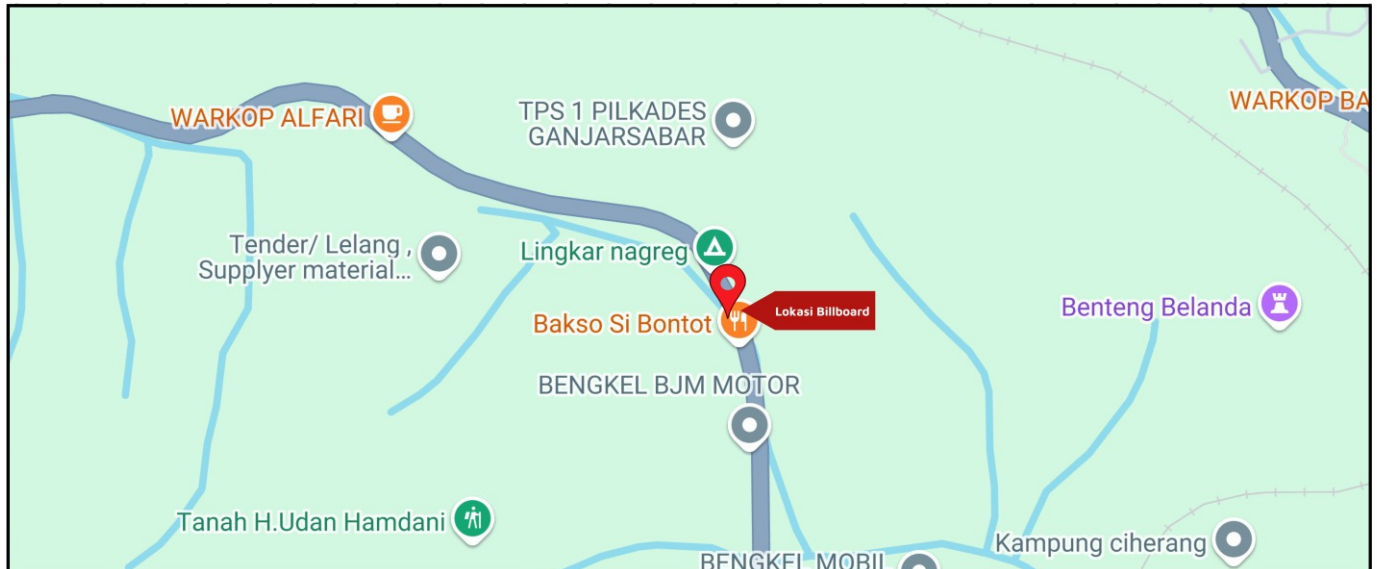 WARKOP ALFARI
TPS 1 PILKADES
GANJARSABAR
WARKOP BA
Tender/ Lelang ,
Supplyer material...
Lingkar nagreg
Bakso Si Bontot
Lokasi Billboard
Benteng Belanda
BENGKEL BJM MOTOR
Tanah H.Udan Hamdani
Kampung ciherang
BENGKEL MOBIL